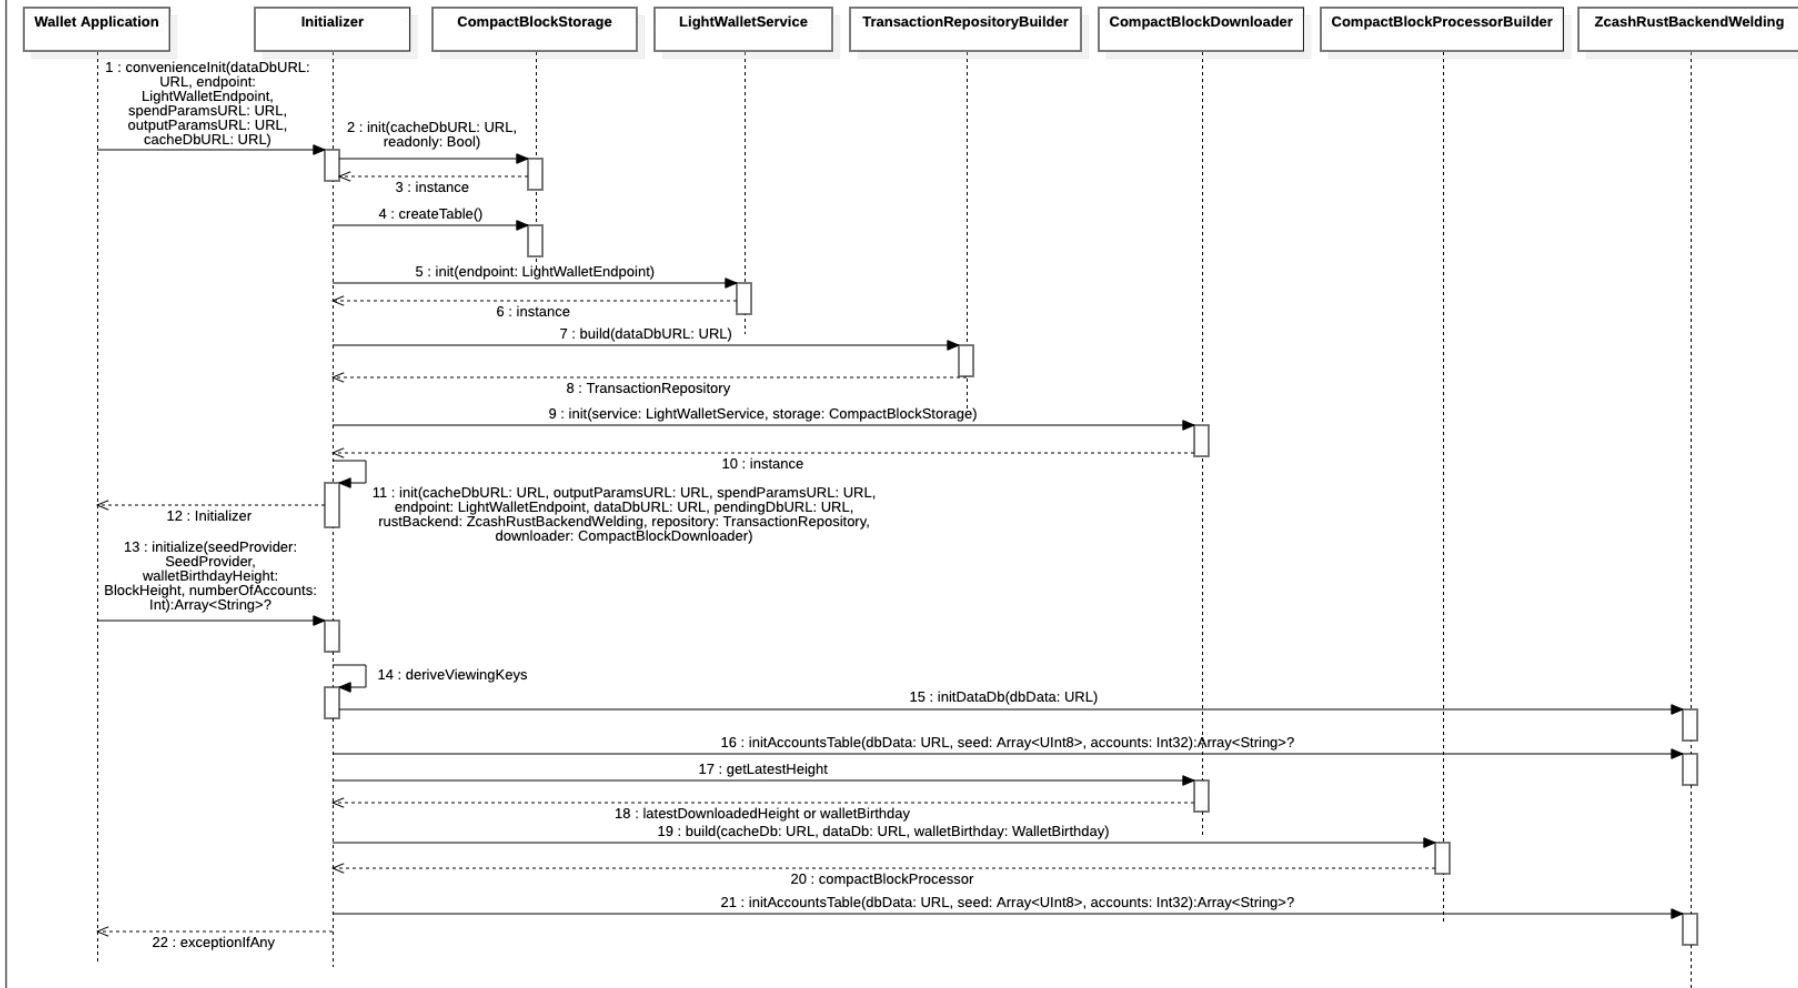 Wallet Application
Initializer
CompactBlockStorage
LightWalletService
TransactionRepositoryBuilder
CompactBlockDownloader
CompactBlockProcessorBuilder
ZcashRustBackendWelding
1 : convenienceInit(dataDbURL:
URL, endpoint:
LightWalletEndpoint,
spendParamsURL: URL,
outputParamsURL: URL,
cacheDbURL: URL)
2 : init(cacheDbURL: URL,
readonly: Bool)
3 : instance
4 : createTable()
5 : init(endpoint: LightWalletEndpoint)
6 : instance
7 : build(dataDbURL: URL)
8 : TransactionRepository
9 : init(service: LightWalletService, storage: CompactBlockStorage)
10 : instance
11 : init(cacheDbURL: URL, outputParamsURL: URL, spendParamsURL: URL,
endpoint: LightWalletEndpoint, dataDbURL: URL, pendingDbURL: URL,
rustBackend: ZcashRustBackendWelding, repository: TransactionRepository,
downloader: CompactBlockDownloader)
12 : Initializer
13 : initialize(seedProvider:
SeedProvider,
walletBirthdayHeight:
BlockHeight, numberOfAccounts:
Int):Array<String>?
14 : deriveViewingKeys
15 : initDataDb(dbData: URL)
16 : initAccountsTable(dbData: URL, seed: Array<UInt8>, accounts: Int32):Array<String>?
17 : getLatestHeight
18 : latestDownloadedHeight or walletBirthday
19 : build(cacheDb: URL, dataDb: URL, walletBirthday: WalletBirthday)
20 : compactBlockProcessor
21 : initAccountsTable(dbData: URL, seed: Array<UInt8>, accounts: Int32):Array<String>?
22 : exceptionIfAny